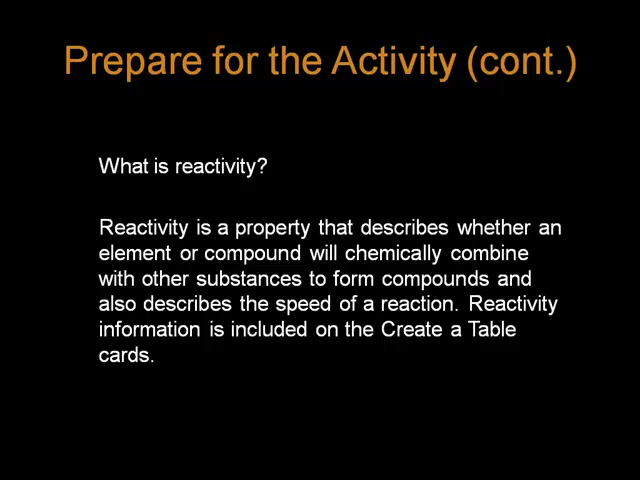 Prepare for the Activity (cont.)
What is reactivity?
Reactivity is a property that describes whether an
element or compound will chemically combine
with other substances to form compounds and
also describes the speed of a reaction. Reactivity
information is included on the Create a Table
cards.